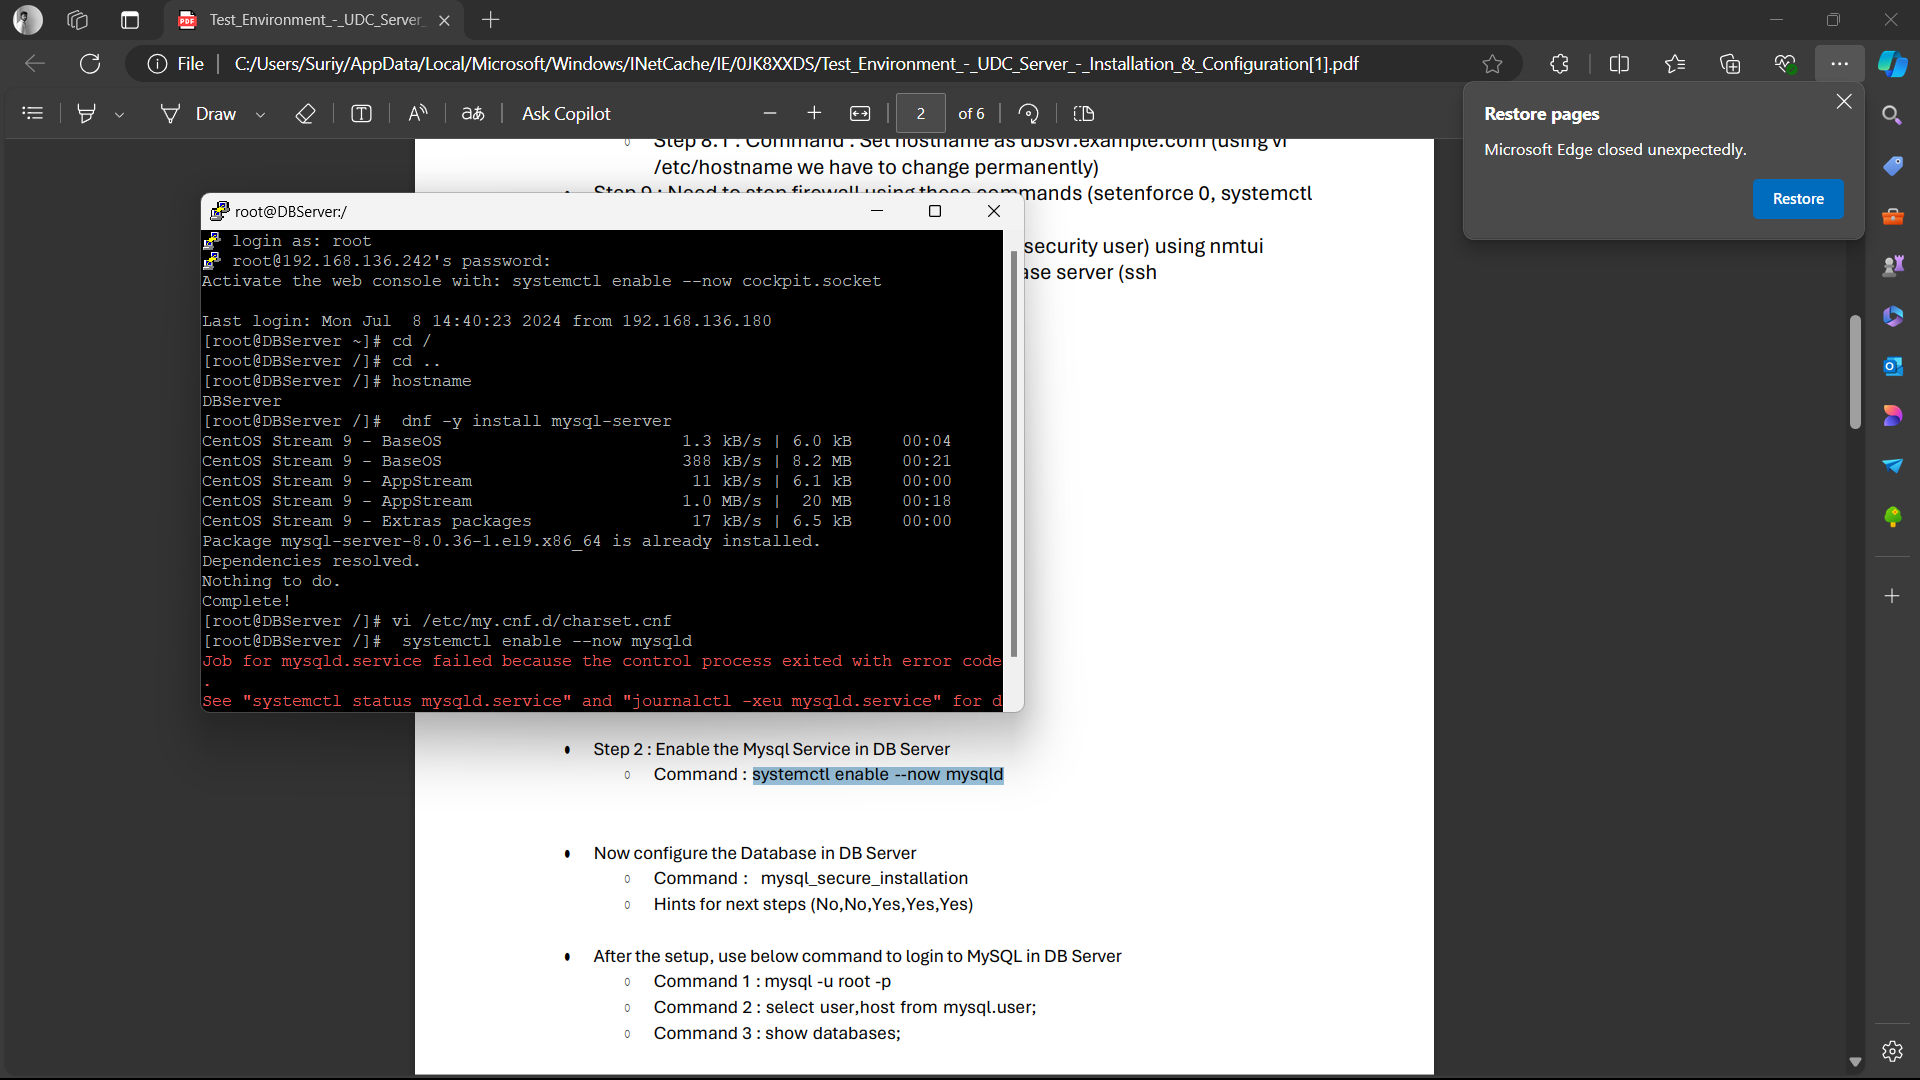 Test_Environment_-_UDC_Server_
File
C:/Users/Suriy/AppData/Local/Microsoft/Windows/INetCache/IE/0JK8XXDS/Test_Environment_-_UDC_Server_-_Installation_&_Configuration[1].pdf
Draw
Ask Copilot
2
of 6
Restore pages
Microsoft Edge closed unexpectedly.
Restore
Step 8.1 : Command : Set hostname as dbsvr.example.com (using vi
/etc/hostname we have to change permanently)
Step 9 : Need to stop firewall using these commands (setenforce 0, systemctl
security user) using nmtui
ase server (ssh
root@DBServer:/
login as: root
root@192.168.136.242's password:
Activate the web console with: systemctl enable --now cockpit.socket
Last login: Mon Jul  8 14:40:23 2024 from 192.168.136.180
[root@DBServer ~]# cd /
[root@DBServer /]# cd ..
[root@DBServer /]# hostname
DBServer
[root@DBServer /]#  dnf -y install mysql-server
CentOS Stream 9 - BaseOS 1.3 kB/s | 6.0 kB 00:04
CentOS Stream 9 - BaseOS 388 kB/s | 8.2 MB 00:21
CentOS Stream 9 - AppStream 11 kB/s | 6.1 kB 00:00
CentOS Stream 9 - AppStream 1.0 MB/s |  20 MB 00:18
CentOS Stream 9 - Extras packages 17 kB/s | 6.5 kB 00:00
Package mysql-server-8.0.36-1.el9.x86_64 is already installed.
Dependencies resolved.
Nothing to do.
Complete!
[root@DBServer /]# vi /etc/my.cnf.d/charset.cnf
[root@DBServer /]#  systemctl enable --now mysqld
Job for mysqld.service failed because the control process exited with error code
.
See "systemctl status mysqld.service" and "journalctl -xeu mysqld.service" for d
Step 2 : Enable the Mysql Service in DB Server
Command : systemctl enable --now mysqld
Now configure the Database in DB Server
Command : mysql_secure_installation
Hints for next steps (No,No,Yes,Yes,Yes)
After the setup, use below command to login to MySQL in DB Server
Command 1 : mysql -u root -p
Command 2 : select user,host from mysql.user;
Command 3 : show databases;